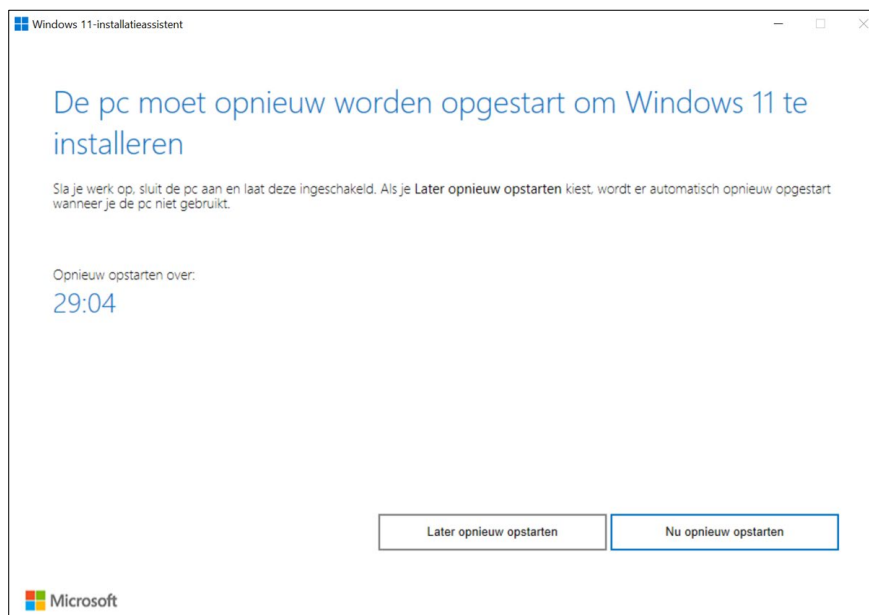 Windows 11-installatieassistent
De pc moet opnieuw worden opgestart om Windows 11 te
installeren
Sla je werk op, sluit de pc aan en laat deze ingeschakeld. Als je Later opnieuw opstarten kiest, wordt er automatisch opnieuw opgestart
wanneer je de pc niet gebruikt.
Opnieuw opstarten over:
29:04
Later opnieuw opstarten
Nu opnieuw opstarten
Microsoft